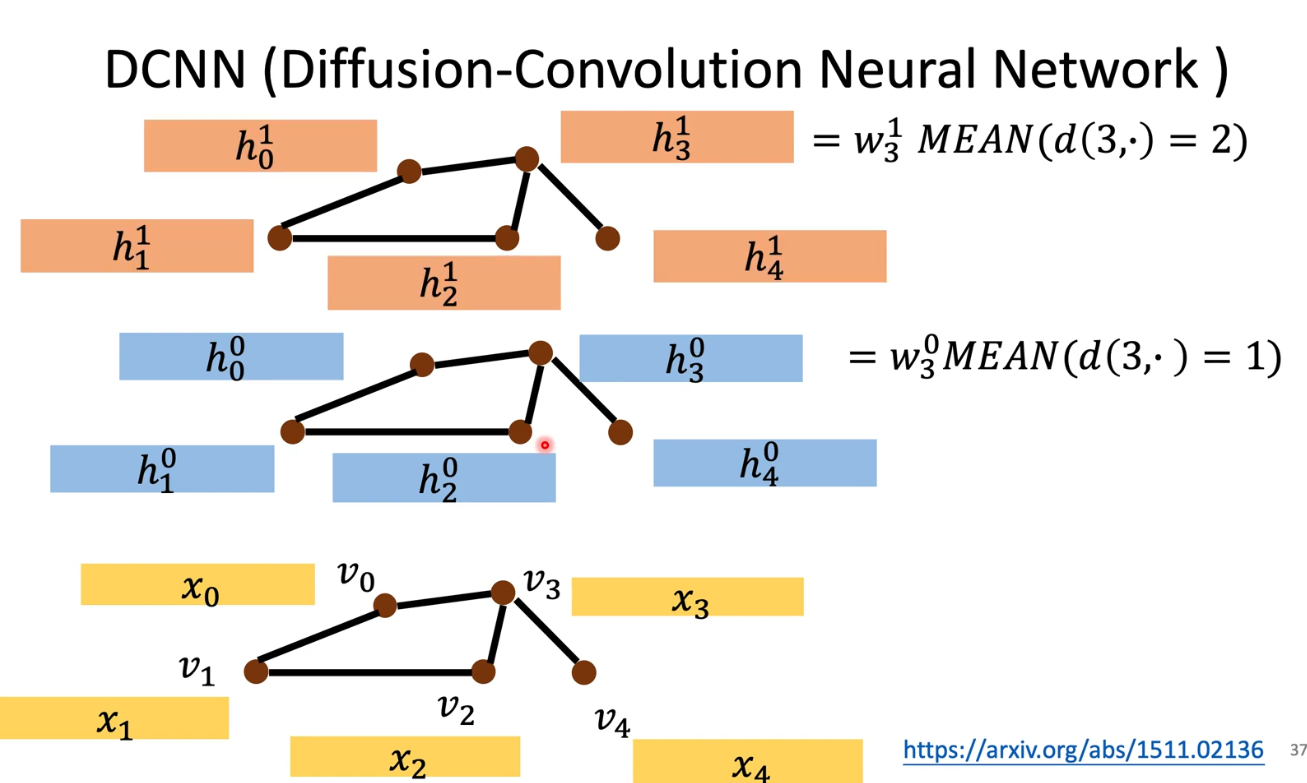 DCNN (Diffusion-Convolution Neural Network )
h_0^1
h_3^1 = w_3^1 MEAN(d(3,·) = 2)
h_1^1
h_2^1
h_4^1
h_0^0
h_3^0 = w_3^0 MEAN(d(3,· ) = 1)
h_1^0
h_2^0
h_4^0
x_0
v_0
v_3
x_3
v_1
x_1
v_2
v_4
x_2
x_4
https://arxiv.org/abs/1511.02136
37